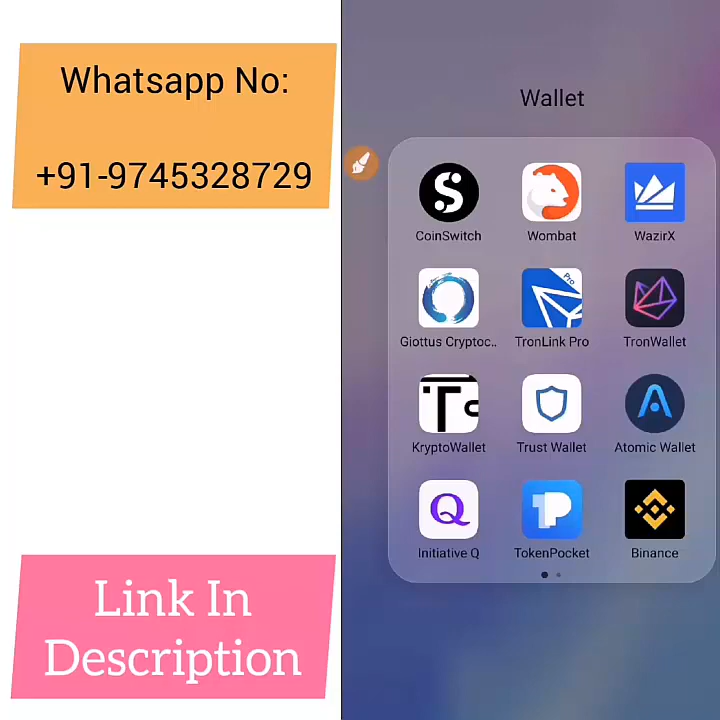 Whatsapp No:
+91-9745328729
Link In
Description
Wallet
CoinSwitch
Wombat
WazirX
Giottus Cryptoc..
Pro
TronLink Pro
TronWallet
KryptoWallet
Trust Wallet
Atomic Wallet
Initiative Q
TokenPocket
Binance